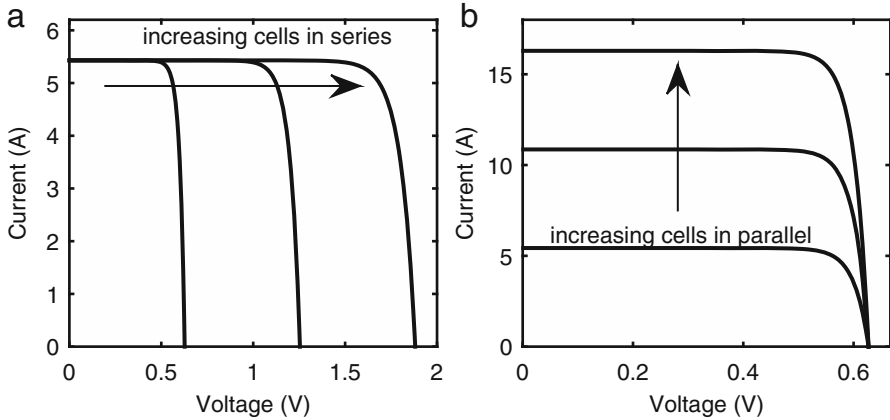 a
increasing cells in series
Current (A)
6
5
4
3
2
1
0
0 0.5 1 1.5 2
Voltage (V)
b
increasing cells in parallel
Current (A)
15
10
5
0
0 0.2 0.4 0.6
Voltage (V)